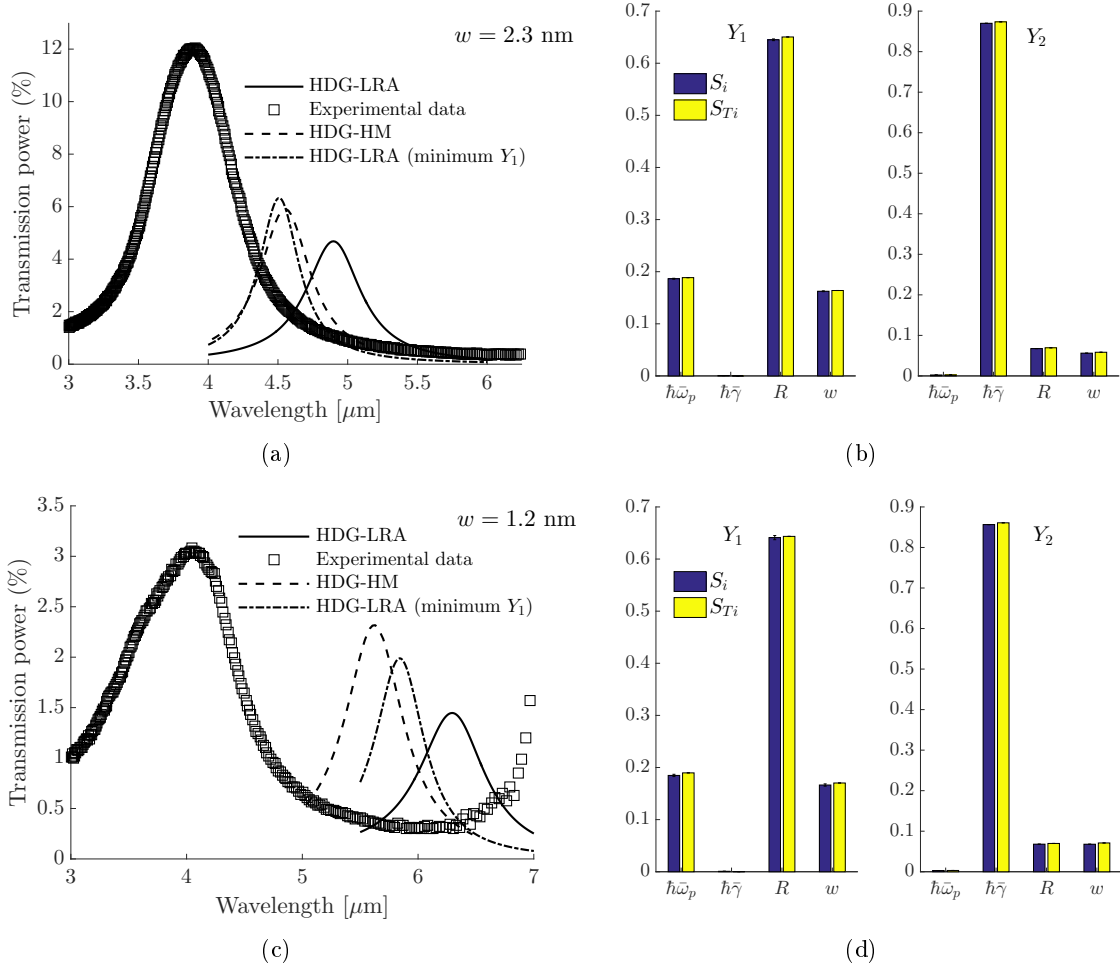 w = 2.3 nm
HDG-LRA
Experimental data
HDG-HM
HDG-LRA (minimum Y₁)
Transmission power (%)
12
10
8
6
4
2
3
3.5
4
4.5
5
5.5
6
Wavelength [μm]
(a)
Y₁
Sᵢ
S_{Ti}
0.7
0.6
0.5
0.4
0.3
0.2
0.1
0
ħω̄ₚ
ħγ̄
R
w
Y₂
0.9
0.8
0.7
0.6
0.5
0.4
0.3
0.2
0.1
0
ħω̄ₚ
ħγ̄
R
w
(b)
w = 1.2 nm
HDG-LRA
Experimental data
HDG-HM
HDG-LRA (minimum Y₁)
Transmission power (%)
3.5
3
2.5
2
1.5
1
0.5
0
3
4
5
6
7
Wavelength [μm]
(c)
Y₁
Sᵢ
S_{Ti}
0.7
0.6
0.5
0.4
0.3
0.2
0.1
0
ħω̄ₚ
ħγ̄
R
w
Y₂
0.9
0.8
0.7
0.6
0.5
0.4
0.3
0.2
0.1
0
ħω̄ₚ
ħγ̄
R
w
(d)